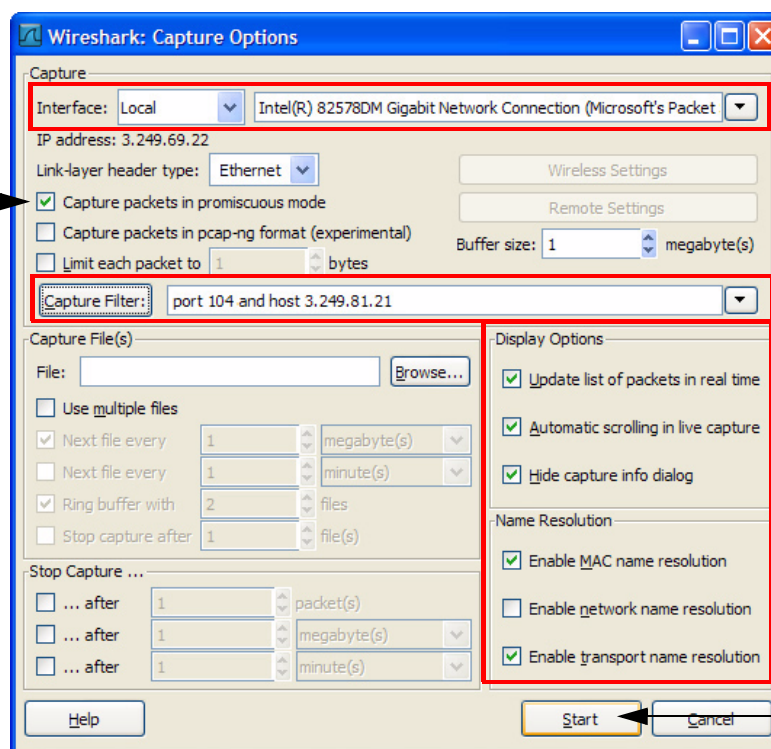 Wireshark: Capture Options
Capture
Interface: Local Intel(R) 82578DM Gigabit Network Connection (Microsoft's Packet
IP address: 3.249.69.22
Link-layer header type: Ethernet Wireless Settings
Capture packets in promiscuous mode Remote Settings
Capture packets in pcap-ng format (experimental) Buffer size: 1 megabyte(s)
Limit each packet to 1 bytes
Capture Filter: port 104 and host 3.249.81.21
Capture File(s)
File: Browse...
Use multiple files
Next file every 1 megabyte(s)
Next file every 1 minute(s)
Ring buffer with 2 files
Stop capture after 1 file(s)
Stop Capture ...
... after 1 packet(s)
... after 1 megabyte(s)
... after 1 minute(s)
Display Options
Update list of packets in real time
Automatic scrolling in live capture
Hide capture info dialog
Name Resolution
Enable MAC name resolution
Enable network name resolution
Enable transport name resolution
Help Start Cancel